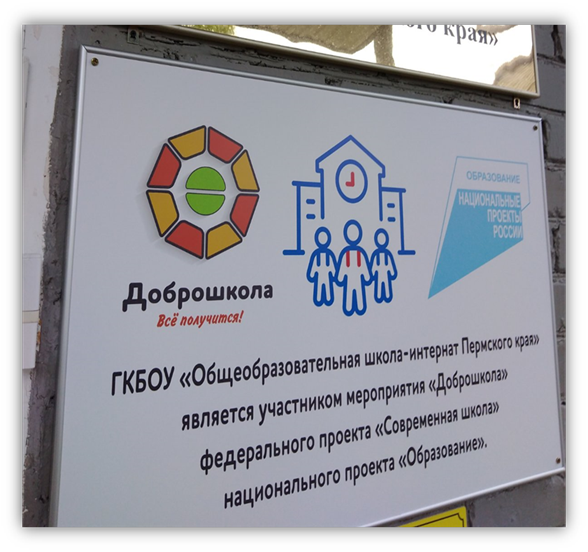 ого края»
Доброшкола
Всё получится!
ОБРАЗОВАНИЕ
НАЦИОНАЛЬНЫЕ
ПРОЕКТЫ
РОССИИ
ГКБОУ «Общеобразовательная школа-интернат Пермского края»
является участником мероприятия «Доброшкола»
федерального проекта «Современная школа»
национального проекта «Образование».